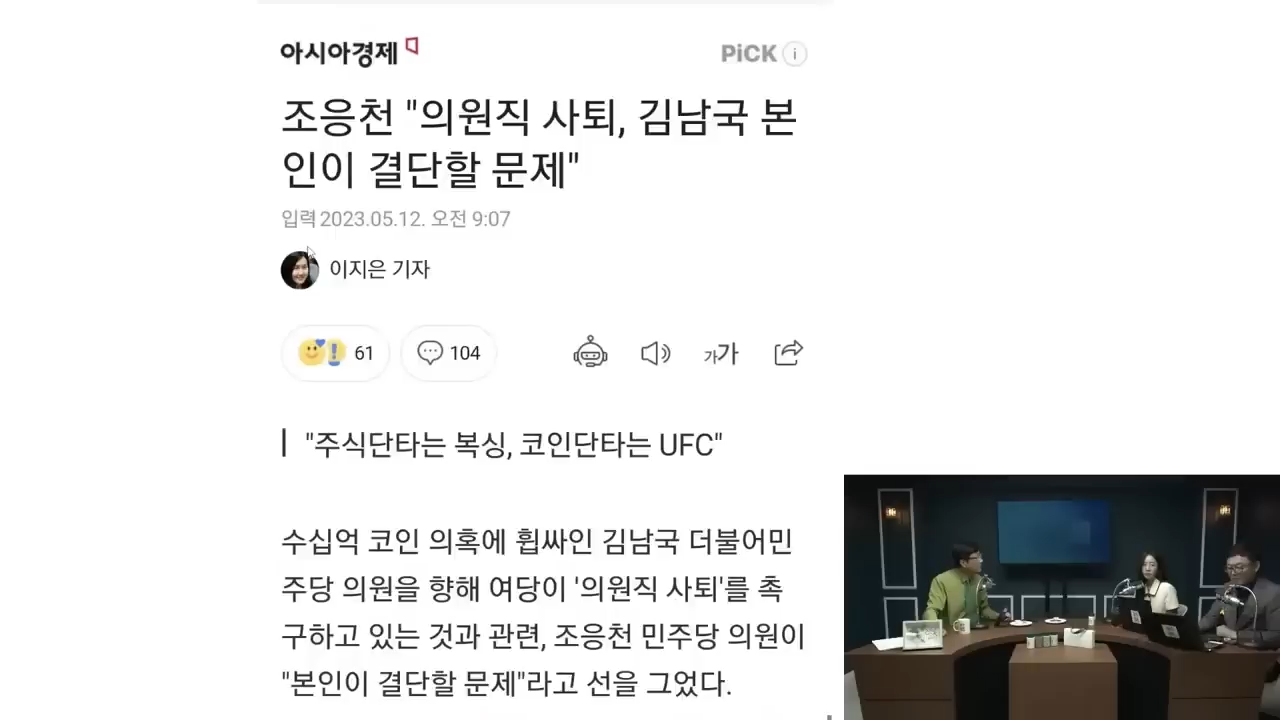 아시아경제
PiCK i
조응천 "의원직 사퇴, 김남국 본
인이 결단할 문제"
입력 2023.05.12. 오전 9:07
이지은 기자
61
104
가가
"주식단타는 복싱, 코인단타는 UFC"
수십억 코인 의혹에 휩싸인 김남국 더불어민
주당 의원을 향해 여당이 '의원직 사퇴'를 촉
구하고 있는 것과 관련, 조응천 민주당 의원이
"본인이 결단할 문제"라고 선을 그었다.